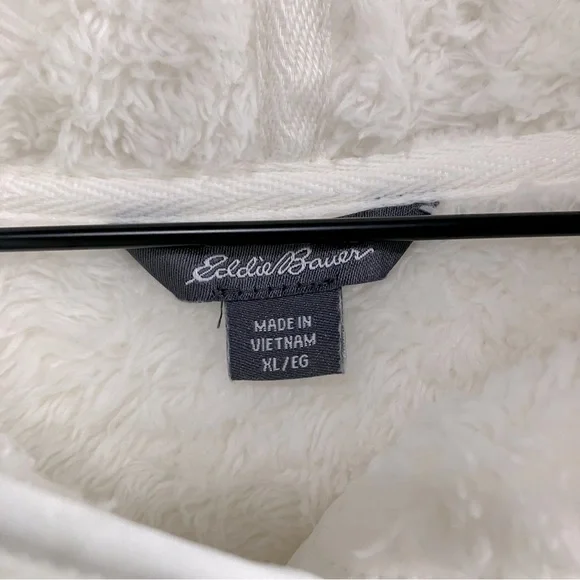 Eddie Bauer
MADE IN
VIETNAM
XL/EG